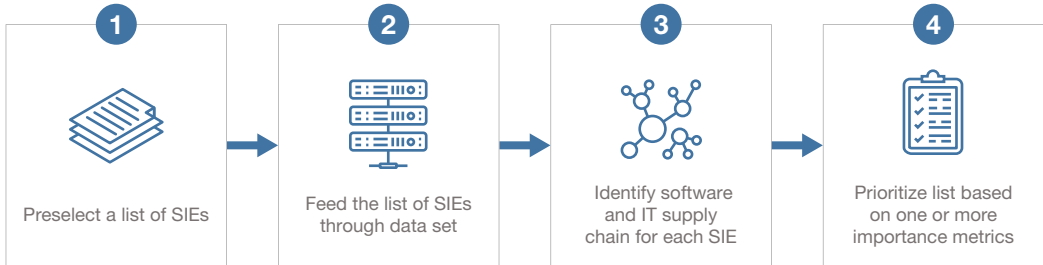 1
2
3
4
Preselect a list of SIEs
Feed the list of SIEs
through data set
Identify software
and IT supply
chain for each SIE
Prioritize list based
on one or more
importance metrics